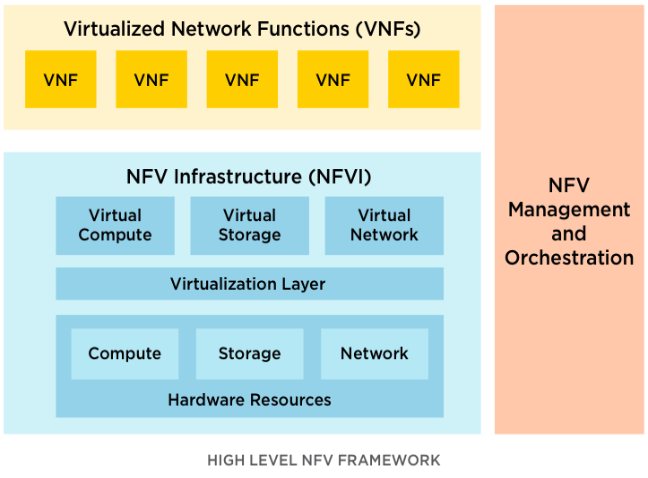 Virtualized Network Functions (VNFs)
VNF VNF VNF VNF VNF
NFV Infrastructure (NFVI)
Virtual
Compute
Virtual
Storage
Virtual
Network
Virtualization Layer
Compute Storage Network
Hardware Resources
NFV
Management
and
Orchestration
HIGH LEVEL NFV FRAMEWORK